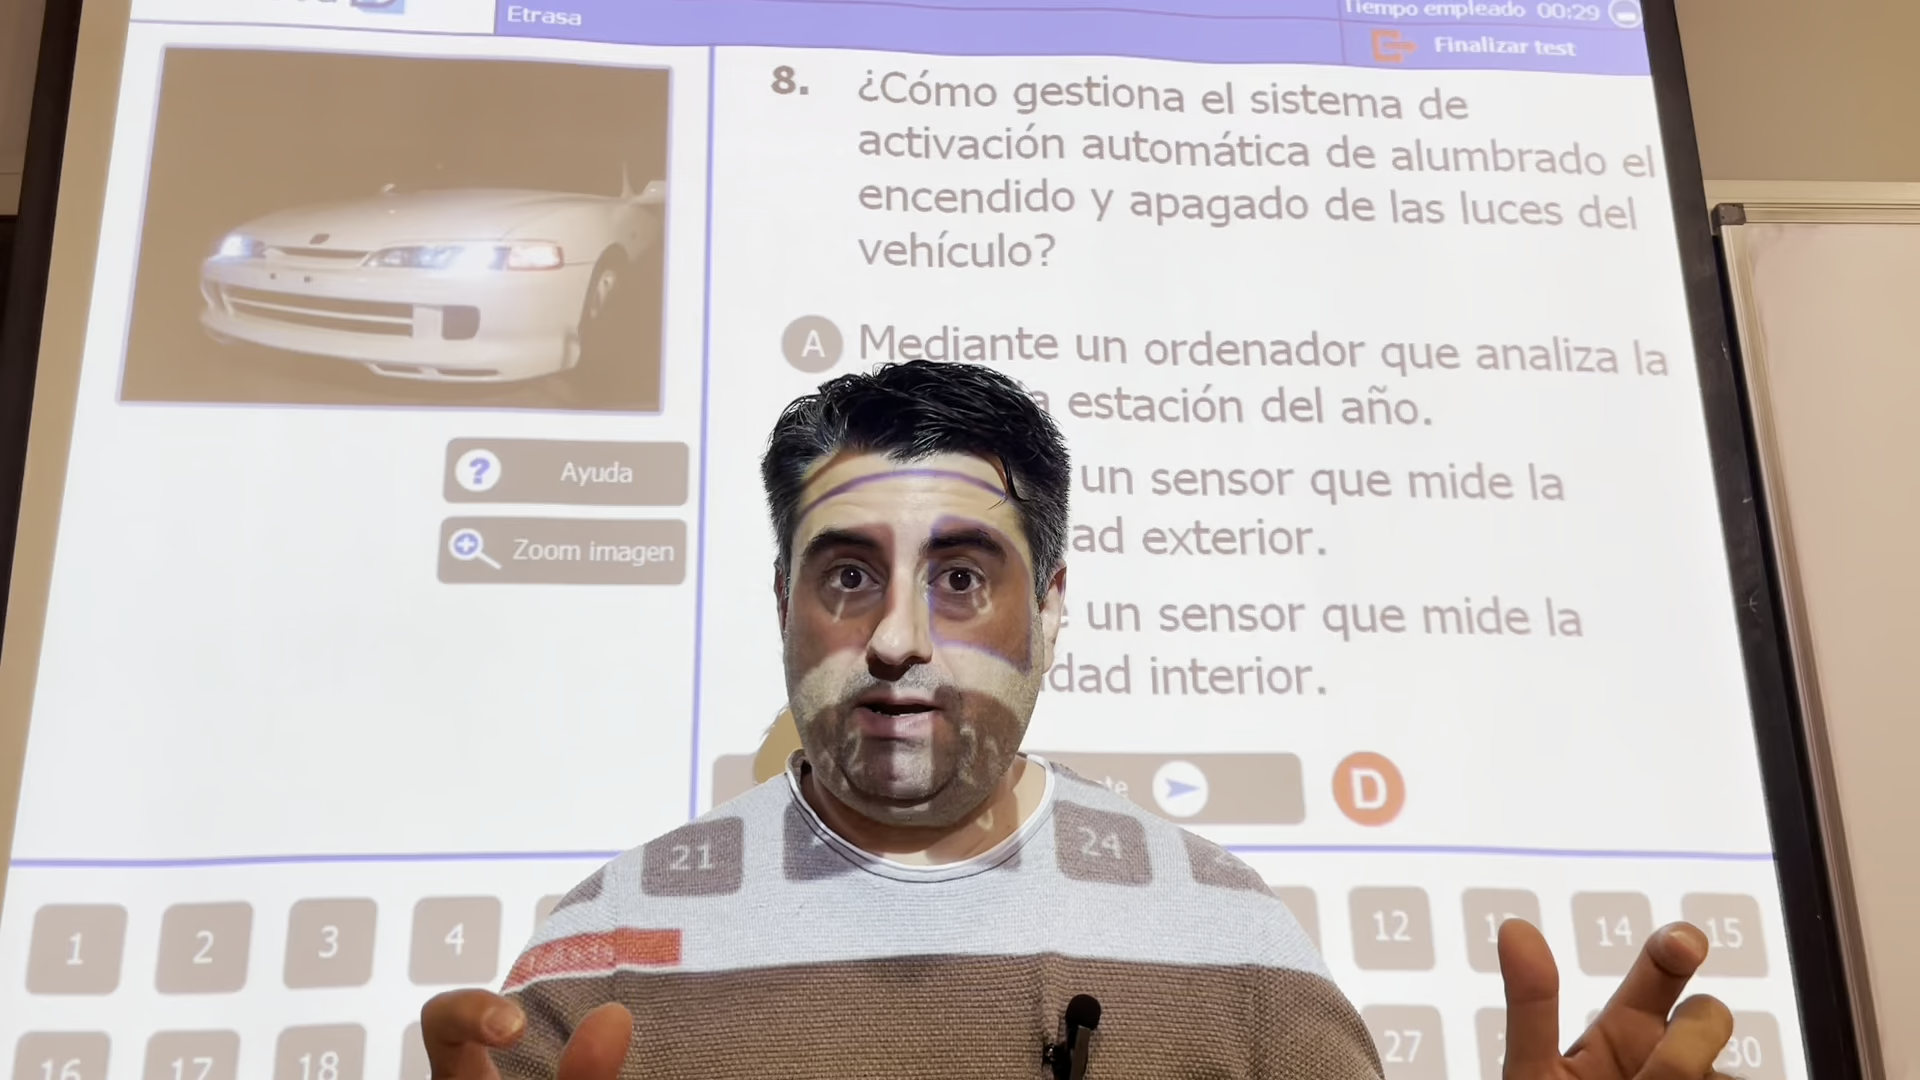 Etrasa
Tiempo empleado 00:29
Finalizar test
8. ¿Cómo gestiona el sistema de
activación automática de alumbrado el
encendido y apagado de las luces del
vehículo?
A Mediante un ordenador que analiza la
estación del año.
un sensor que mide la
exterior.
un sensor que mide la
interior.
Ayuda
Zoom imagen
D
21
24
1
2
3
4
12
13
14
15
16
17
18
27
30